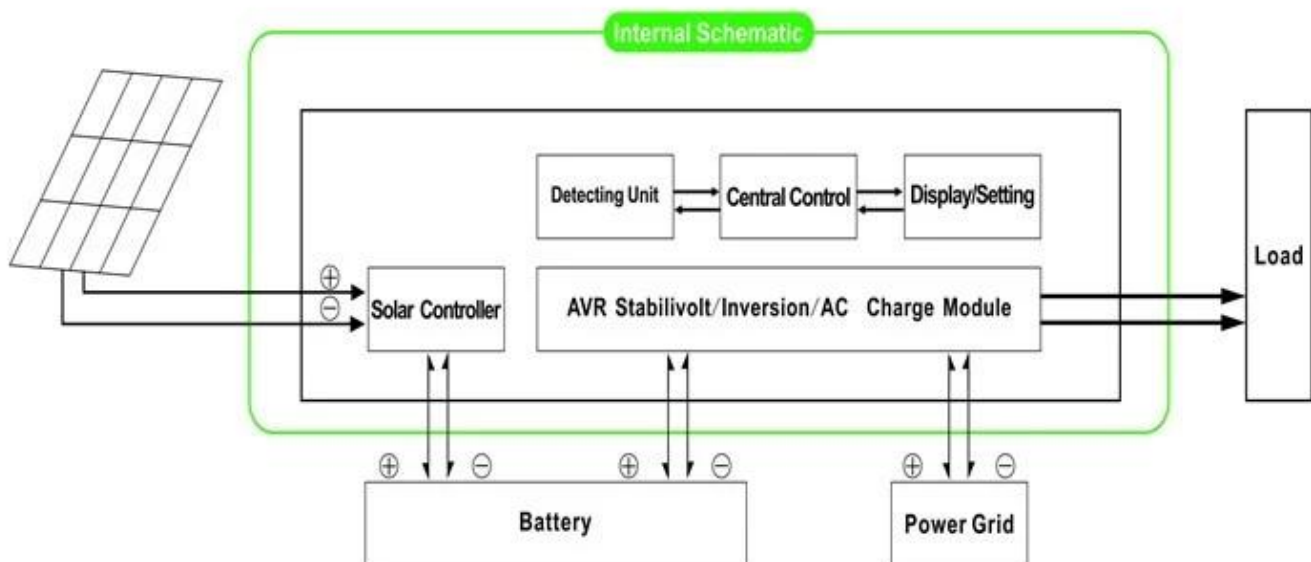 Internal Schematic
Detecting Unit
Central Control
Display/Setting
Load
⊕
⊖
Solar Controller
AVR Stabilivolt/Inversion/AC Charge Module
⊕ ⊖ ⊕ ⊖ ⊕ ⊖
Battery
Power Grid